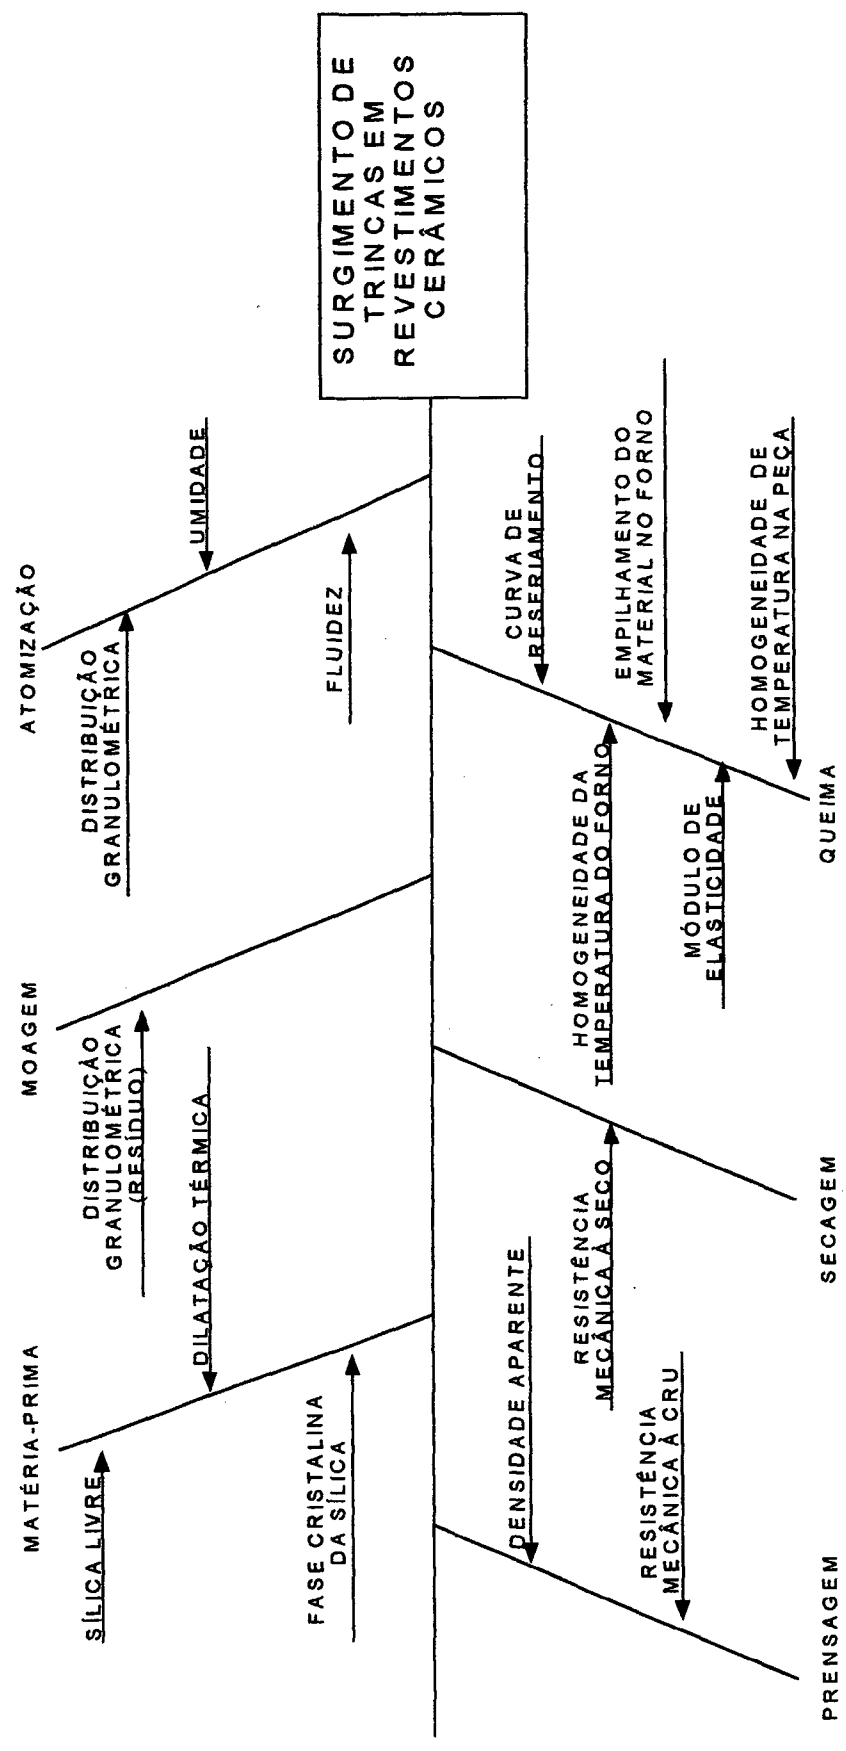 MATÉRIA-PRIMA
SÍLICA LIVRE
DILATAÇÃO TÉRMICA
FASE CRISTALINA
DA SÍLICA
MOAGEM
DISTRIBUIÇÃO
GRANULOMÉTRICA
(RESÍDUO)
ATOMIZAÇÃO
DISTRIBUIÇÃO
GRANULOMÉTRICA
UMIDADE
FLUIDEZ
SURGIMENTO DE
TRINCAS EM
REVESTIMENTOS
CERÂMICOS
DENSIDADE APARENTE
RESISTÊNCIA
MECÂNICA À CRU
PRENSAGEM
RESISTÊNCIA
MECÂNICA À SECO
SECAGEM
CURVA DE
RESERIAMENTO
HOMOGENEIDADE DA
TEMPERATURA DO FORNO
EMPILHAMENTO DO
MATERIAL NO FORNO
MÓDULO DE
ELASTICIDADE
HOMOGENEIDADE DE
TEMPERATURA NA PEÇA
QUEIMA